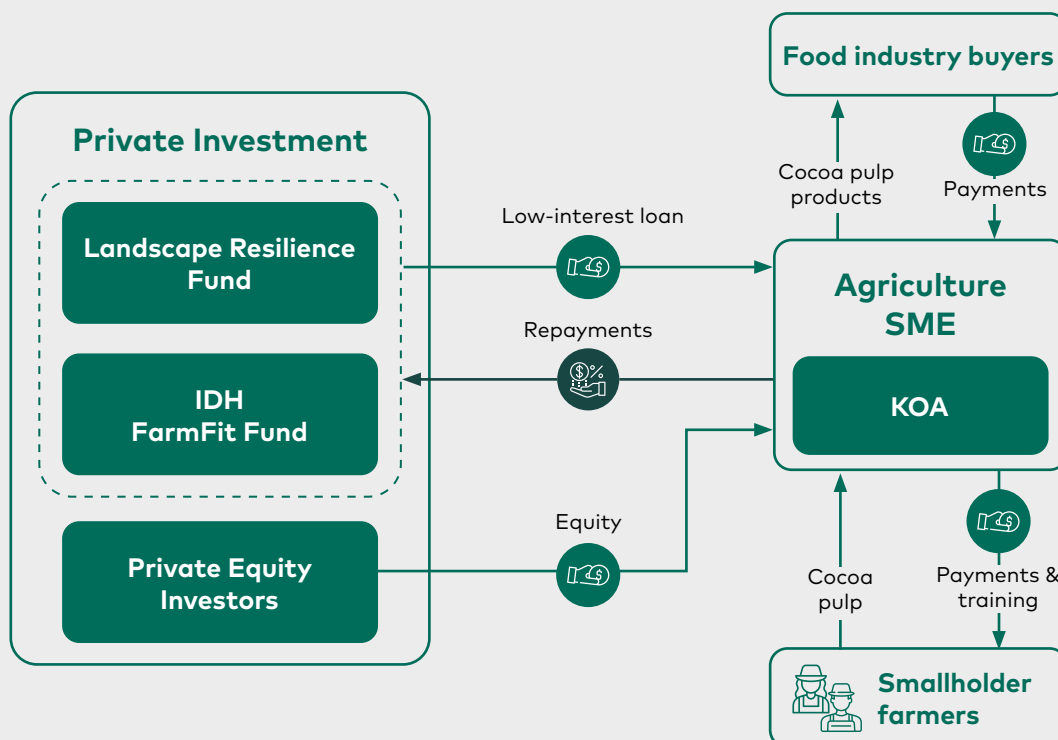 Private Investment
Landscape Resilience
Fund
IDH
FarmFit Fund
Private Equity
Investors
Low-interest loan
Repayments
Equity
Food industry buyers
Cocoa pulp
products
Payments
Agriculture
SME
KOA
Cocoa
pulp
Payments &
training
Smallholder
farmers